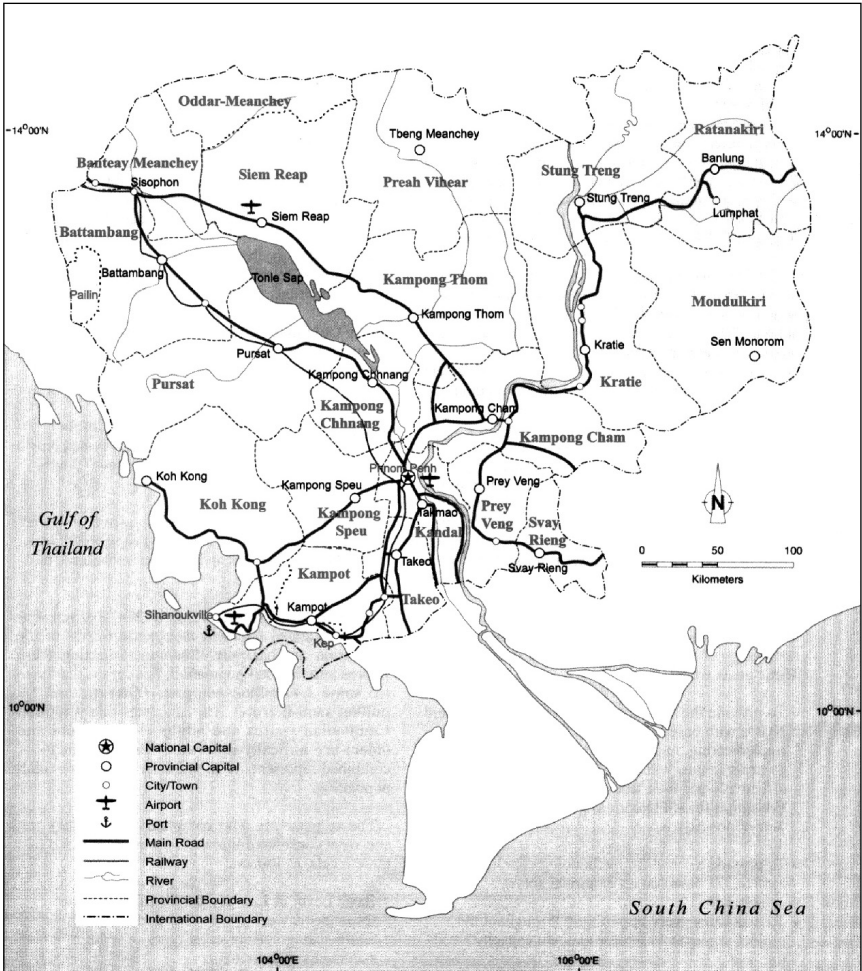 Oddar-Meanchey
14°00'N
14°00'N
Tbeng Meanchey
Ratanakiri
Banteay Meanchey
Sisophon
Siem Reap
Preah Vihear
Stung Treng
Banlung
Stung Treng
Lumphat
Siem Reap
Battambang
Battambang
Tonle Sap
Kampong Thom
Pailin
Mondulkiri
Kampong Thom
Pursat
Kratie
Sen Monorom
Pursat
Kampong Chhnang
Kratie
Kampong
Chhnang
Kampong Cham
Kampong Cham
Phnom Penh
Koh Kong
Kampong Speu
Prey Veng
Koh Kong
Kampong
Speu
Takmao
Kandal
Prey
Veng
Svay
Rieng
N
Gulf of
Thailand
Takeo
Svay Rieng
0 50 100
Kilometers
Kampot
Takeo
Sihanoukville
Kampot
Kep
10°00'N
10°00'N
National Capital
Provincial Capital
City/Town
Airport
Port
Main Road
Railway
River
Provincial Boundary
International Boundary
South China Sea
104°00'E
106°00'E